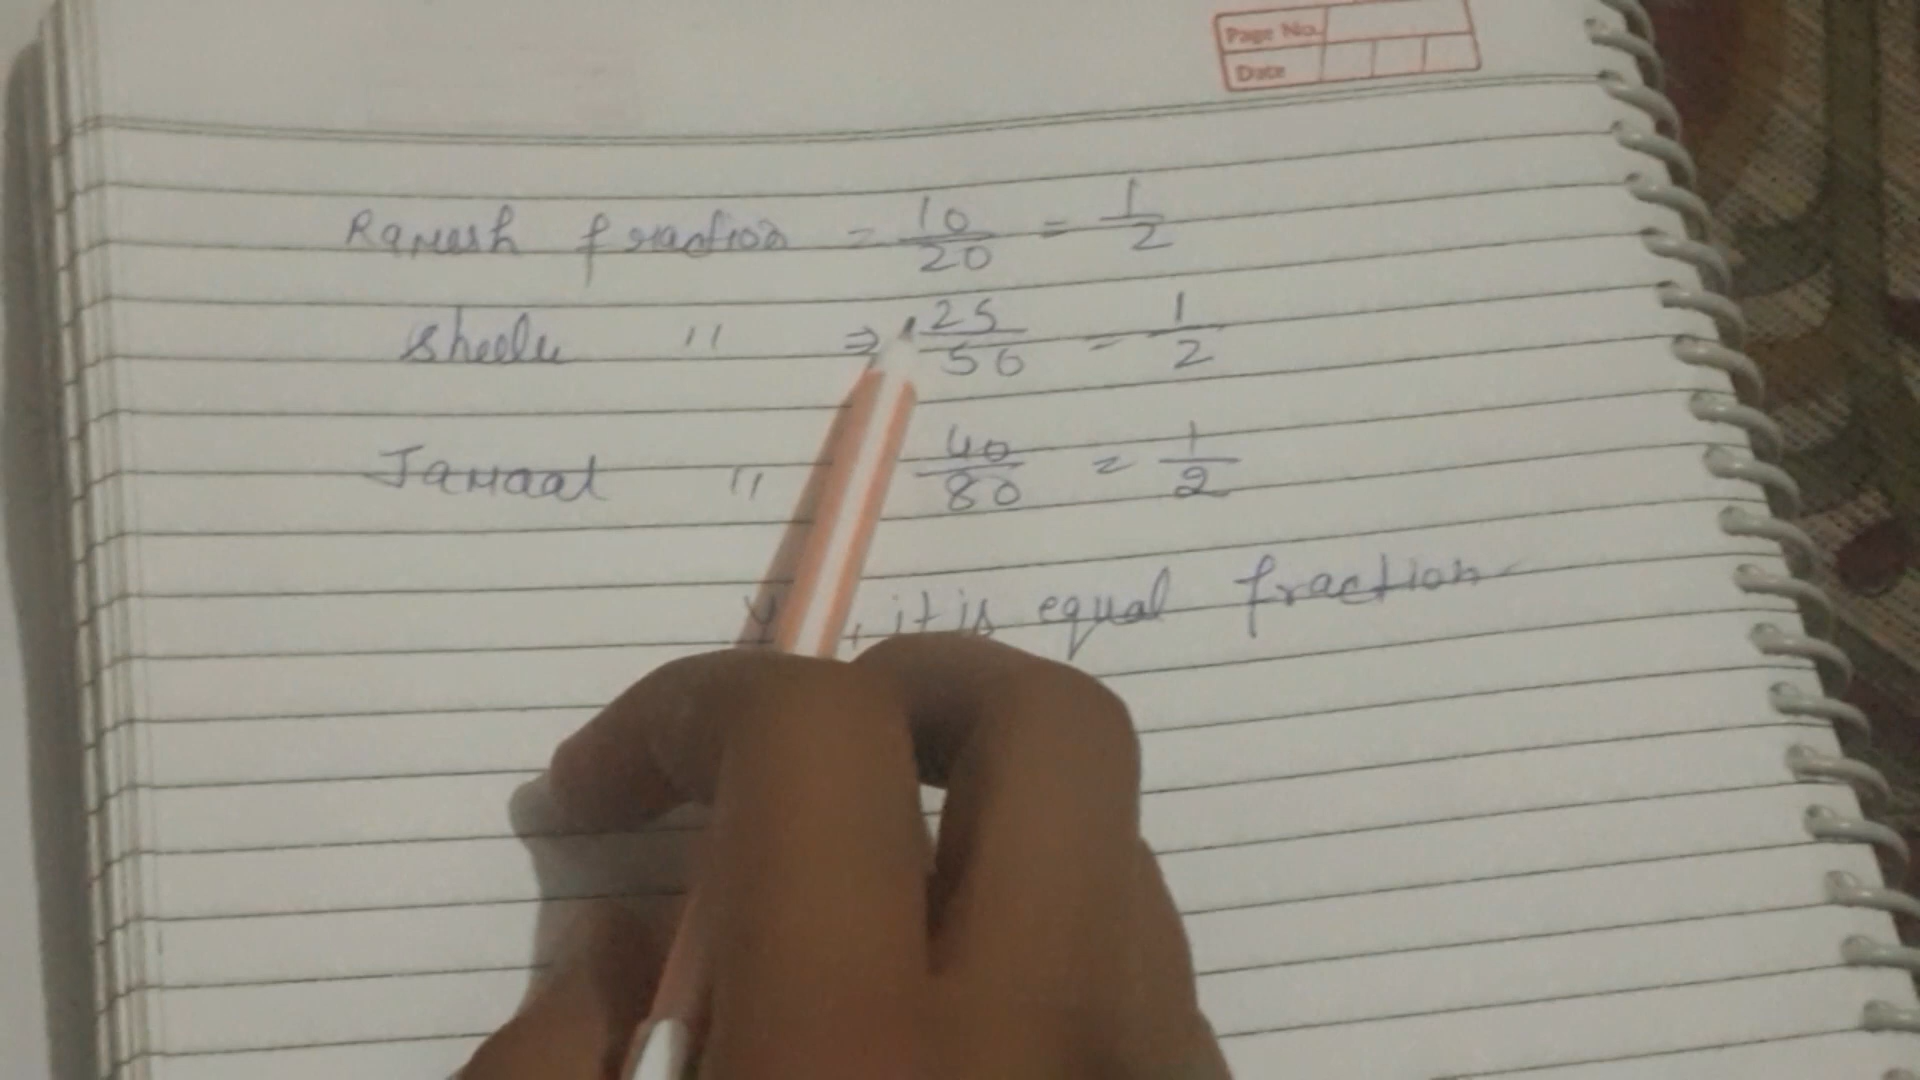 Page No.
Date
Ramesh fraction = 10/20 = 1/2
Sheelu " ⇒ 25/50 = 1/2
Jamaal " 40/80 = 1/2
, it is equal fraction